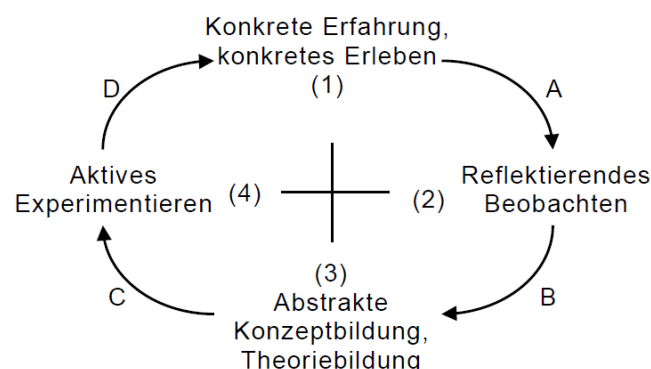 Konkrete Erfahrung,
konkretes Erleben
(1)
D
A
Aktives
Experimentieren
(4)
(2)
Reflektierendes
Beobachten
(3)
C
B
Abstrakte
Konzeptbildung,
Theoriebildung